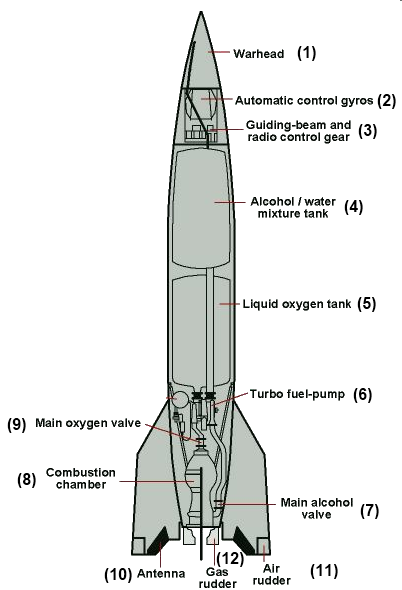 Warhead (1)
Automatic control gyros (2)
Guiding-beam and
radio control gear (3)
Alcohol / water
mixture tank (4)
Liquid oxygen tank (5)
Turbo fuel-pump (6)
(9) Main oxygen valve
(8) Combustion
chamber
Main alcohol
valve (7)
(10) Antenna
(12)
Gas
rudder
Air
rudder (11)